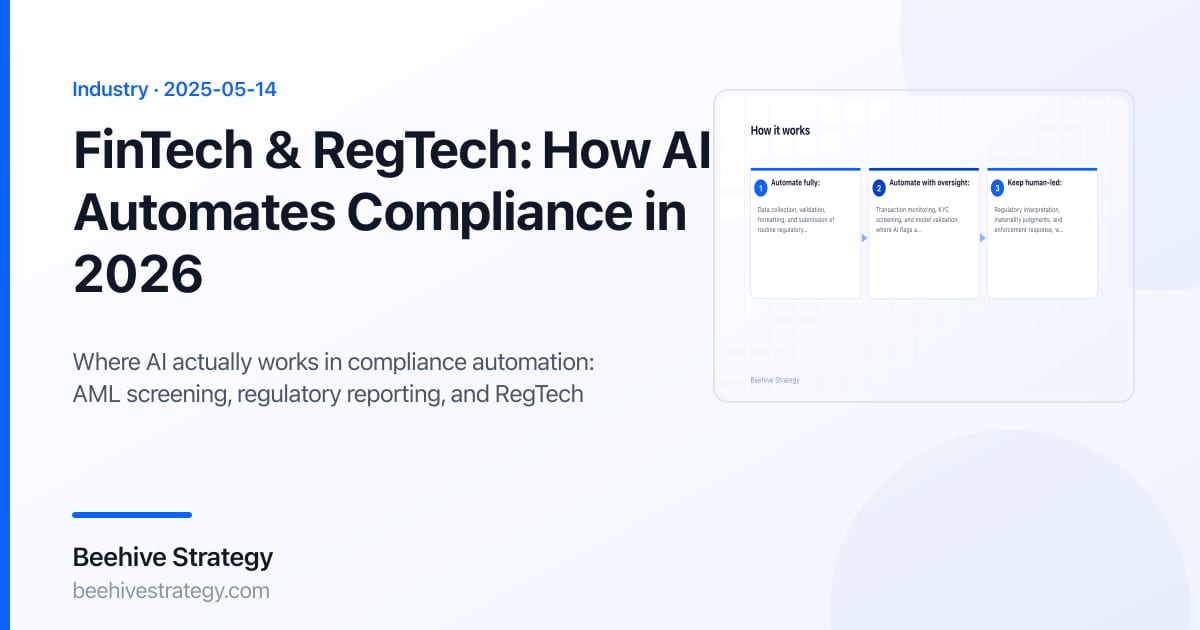 Industry · 2025-05-14
FinTech & RegTech: How AI
Automates Compliance in
2026
Where AI actually works in compliance automation:
AML screening, regulatory reporting, and RegTech
Beehive Strategy
beehivestrategy.com
How it works
1 Automate fully:
Data collection, validation,
formatting, and submission of
routine regulatory...
2 Automate with oversight:
Transaction monitoring, KYC
screening, and model validation,
where AI flags a...
3 Keep human-led:
Regulatory interpretation,
materiality judgments, and
enforcement response, w...
Beehive Strategy